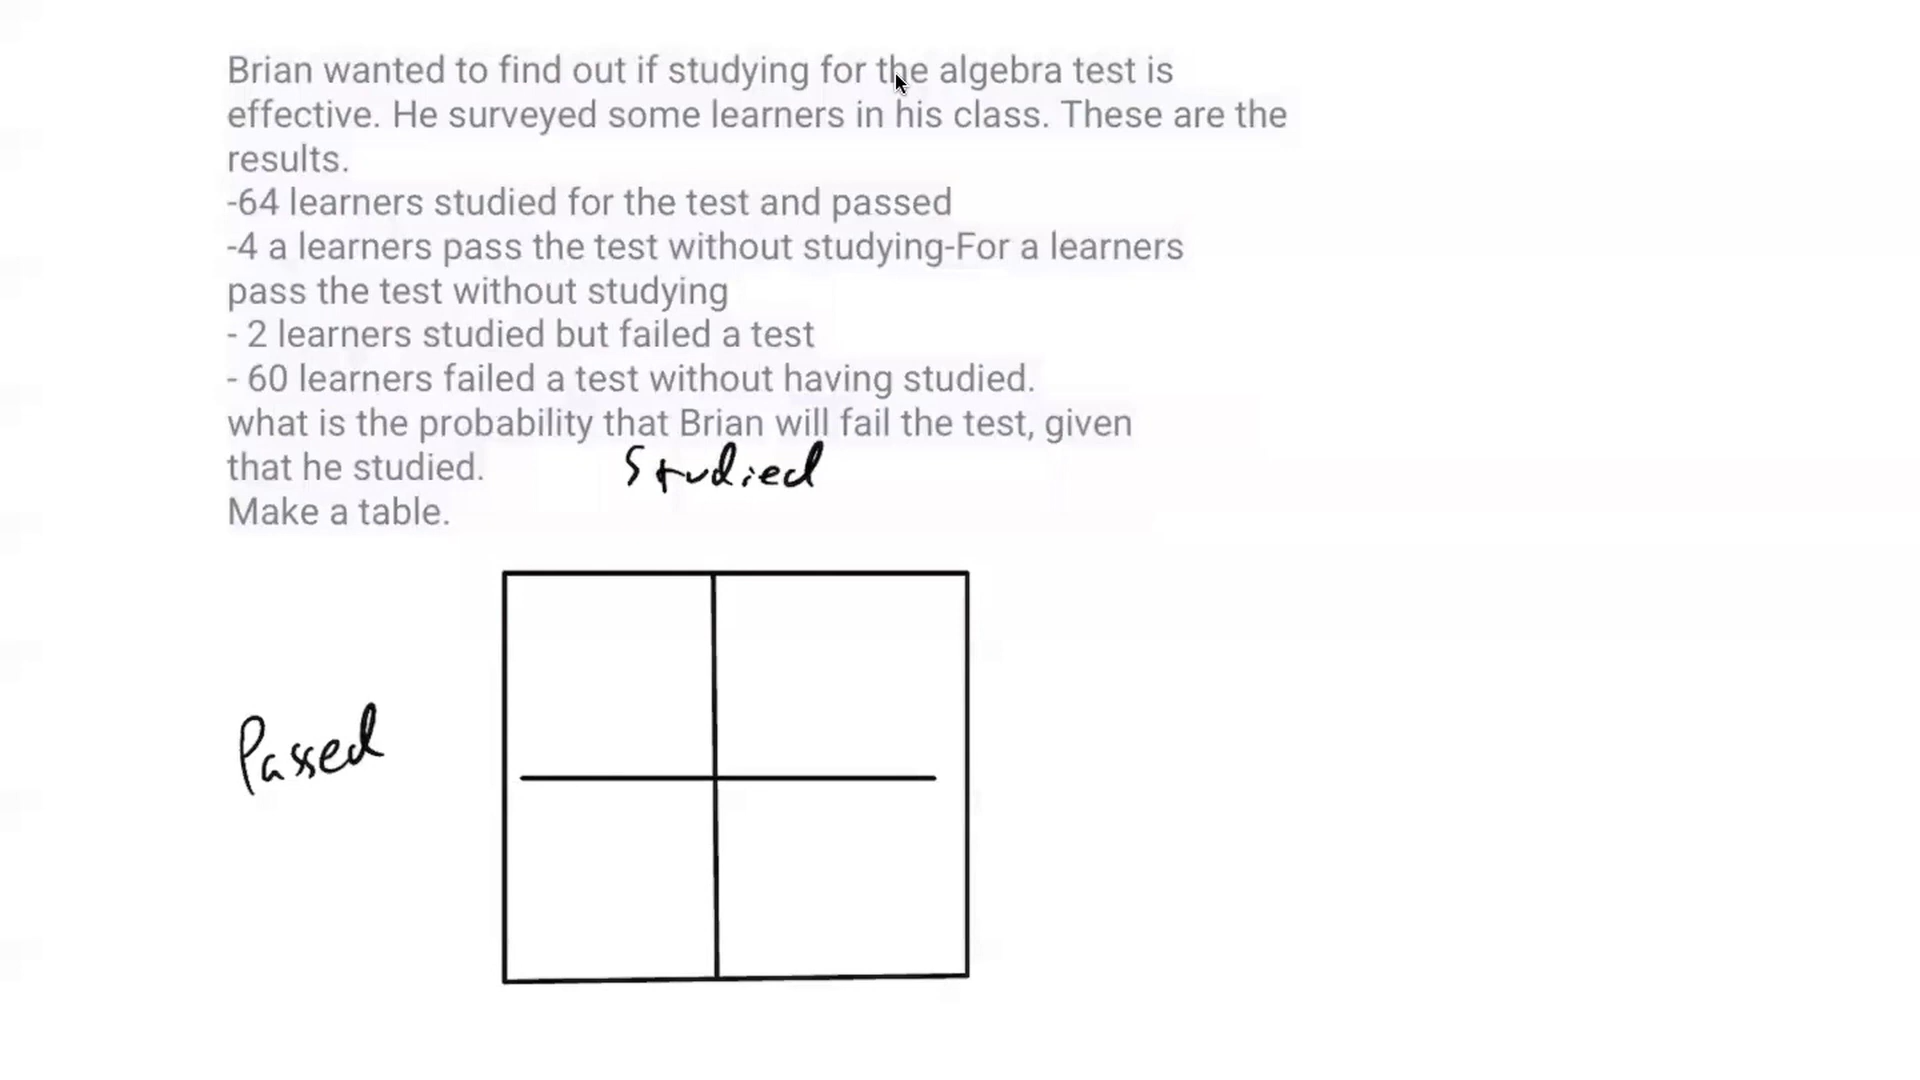 Brian wanted to find out if studying for the algebra test is
effective. He surveyed some learners in his class. These are the
results.
-64 learners studied for the test and passed
-4 a learners pass the test without studying-For a learners
pass the test without studying
- 2 learners studied but failed a test
- 60 learners failed a test without having studied.
what is the probability that Brian will fail the test, given
that he studied.
Studied
Make a table.
Passed